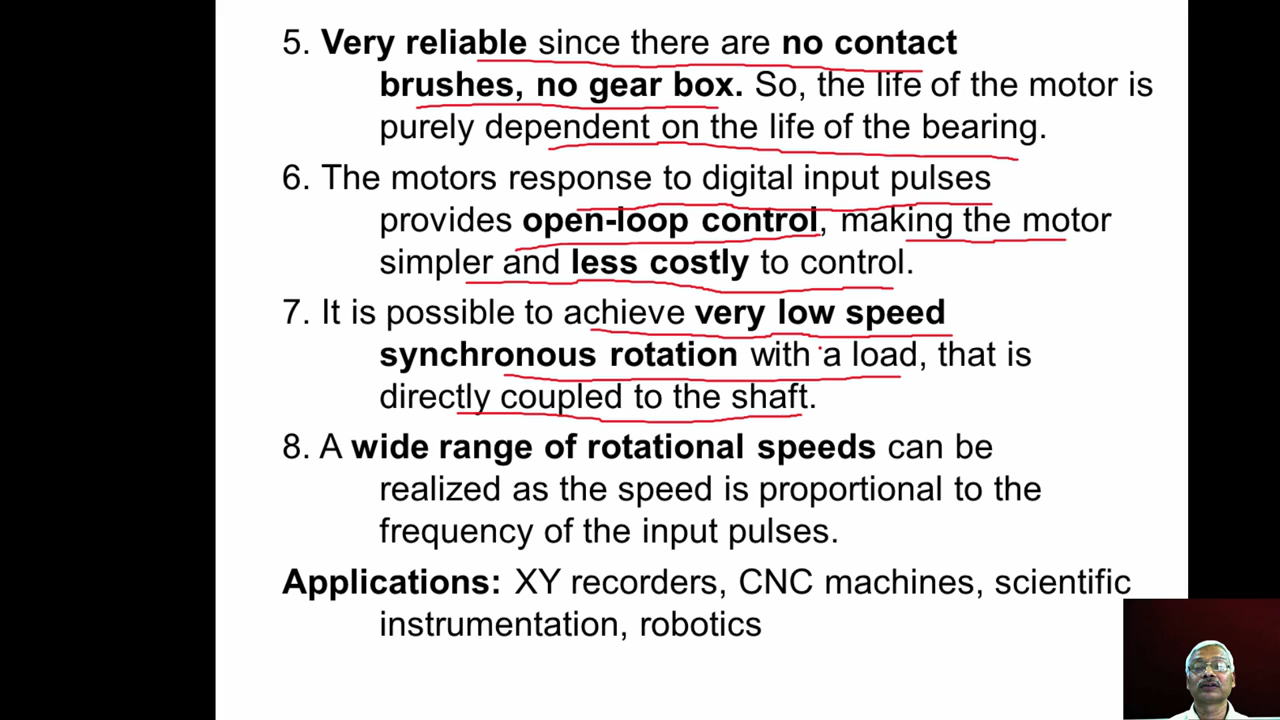 5. Very reliable since there are no contact
brushes, no gear box. So, the life of the motor is
purely dependent on the life of the bearing.
6. The motors response to digital input pulses
provides open-loop control, making the motor
simpler and less costly to control.
7. It is possible to achieve very low speed
synchronous rotation with a load, that is
directly coupled to the shaft.
8. A wide range of rotational speeds can be
realized as the speed is proportional to the
frequency of the input pulses.
Applications: XY recorders, CNC machines, scientific
instrumentation, robotics